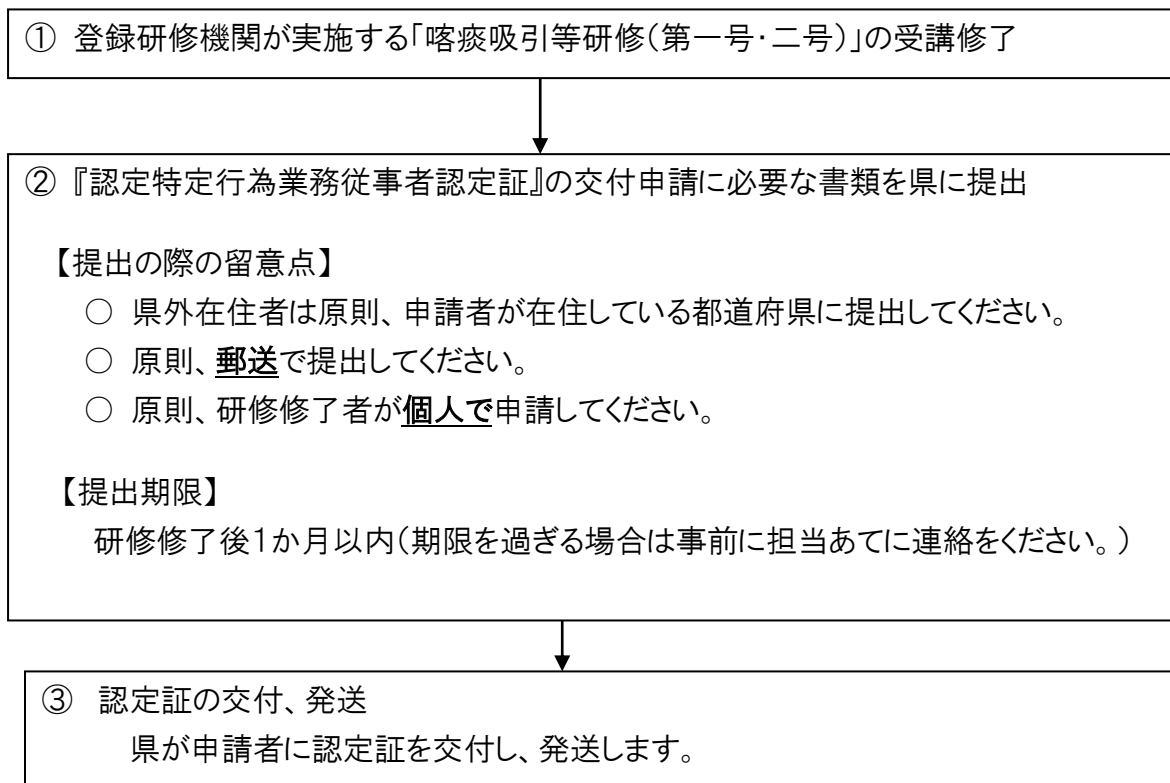 ① 登録研修機関が実施する「喀痰吸引等研修(第一号・二号)」の受講修了
② 『認定特定行為業務従事者認定証』の交付申請に必要な書類を県に提出
【提出の際の留意点】
○ 県外在住者は原則、申請者が在住している都道府県に提出してください。
○ 原則、郵送で提出してください。
○ 原則、研修修了者が個人で申請してください。
【提出期限】
研修修了後1か月以内(期限を過ぎる場合は事前に担当あてに連絡をください。)
③ 認定証の交付、発送
県が申請者に認定証を交付し、発送します。